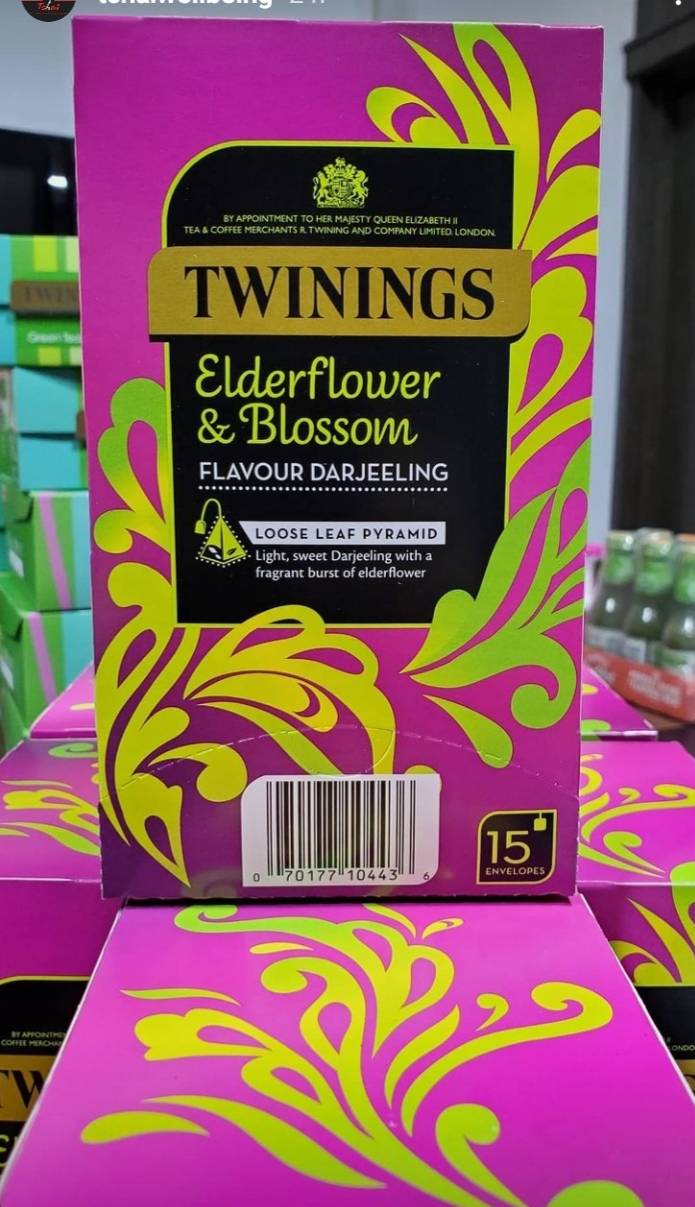 BY APPOINTMENT TO HER MAJESTY QUEEN ELIZABETH II
TEA & COFFEE MERCHANTS R. TWINING AND COMPANY LIMITED. LONDON.
TWININGS
Elderflower
& Blossom
FLAVOUR DARJEELING
LOOSE LEAF PYRAMID
Light, sweet Darjeeling with a
fragrant burst of elderflower
0 70177 10443 6
15
ENVELOPES